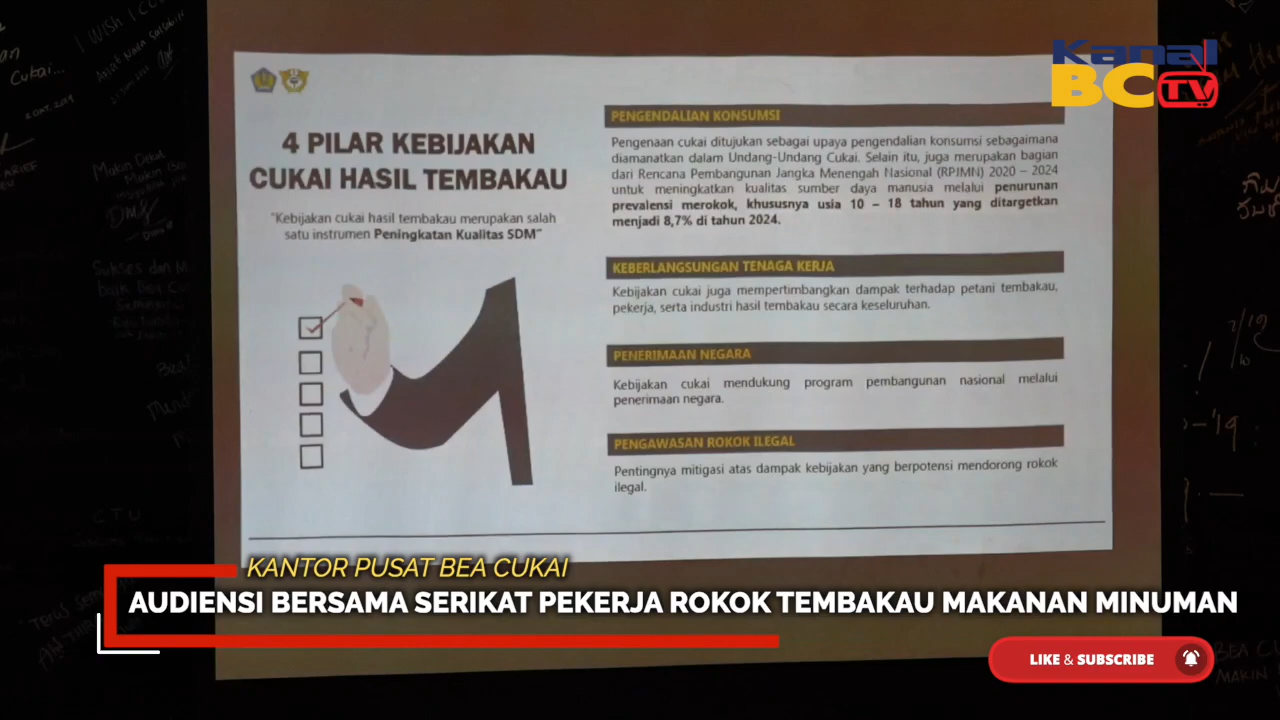 Kanal
BCTV
4 PILAR KEBIJAKAN
CUKAI HASIL TEMBAKAU
"Kebijakan cukai hasil tembakau merupakan salah
satu instrumen Peningkatan Kualitas SDM"
PENGENDALIAN KONSUMSI
Pengenaan cukai ditujukan sebagai upaya pengendalian konsumsi sebagaimana
diamanatkan dalam Undang-Undang Cukai. Selain itu, juga merupakan bagian
dari Rencana Pembangunan Jangka Menengah Nasional (RPJMN) 2020 – 2024
untuk meningkatkan kualitas sumber daya manusia melalui penurunan
prevalensi merokok, khususnya usia 10 – 18 tahun yang ditargetkan
menjadi 8,7% di tahun 2024.
KEBERLANGSUNGAN TENAGA KERJA
Kebijakan cukai juga mempertimbangkan dampak terhadap petani tembakau,
pekerja, serta industri hasil tembakau secara keseluruhan.
PENERIMAAN NEGARA
Kebijakan cukai mendukung program pembangunan nasional melalui
penerimaan negara.
PENGAWASAN ROKOK ILEGAL
Pentingnya mitigasi atas dampak kebijakan yang berpotensi mendorong rokok
ilegal.
KANTOR PUSAT BEA CUKAI
AUDIENSI BERSAMA SERIKAT PEKERJA ROKOK TEMBAKAU MAKANAN MINUMAN
LIKE & SUBSCRIBE